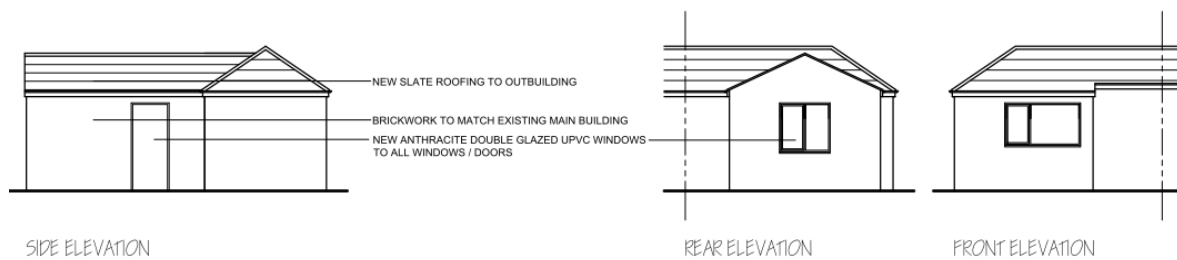 NEW SLATE ROOFING TO OUTBUILDING
BRICKWORK TO MATCH EXISTING MAIN BUILDING
NEW ANTHRACITE DOUBLE GLAZED UPVC WINDOWS
TO ALL WINDOWS / DOORS
SIDE ELEVATION
REAR ELEVATION
FRONT ELEVATION